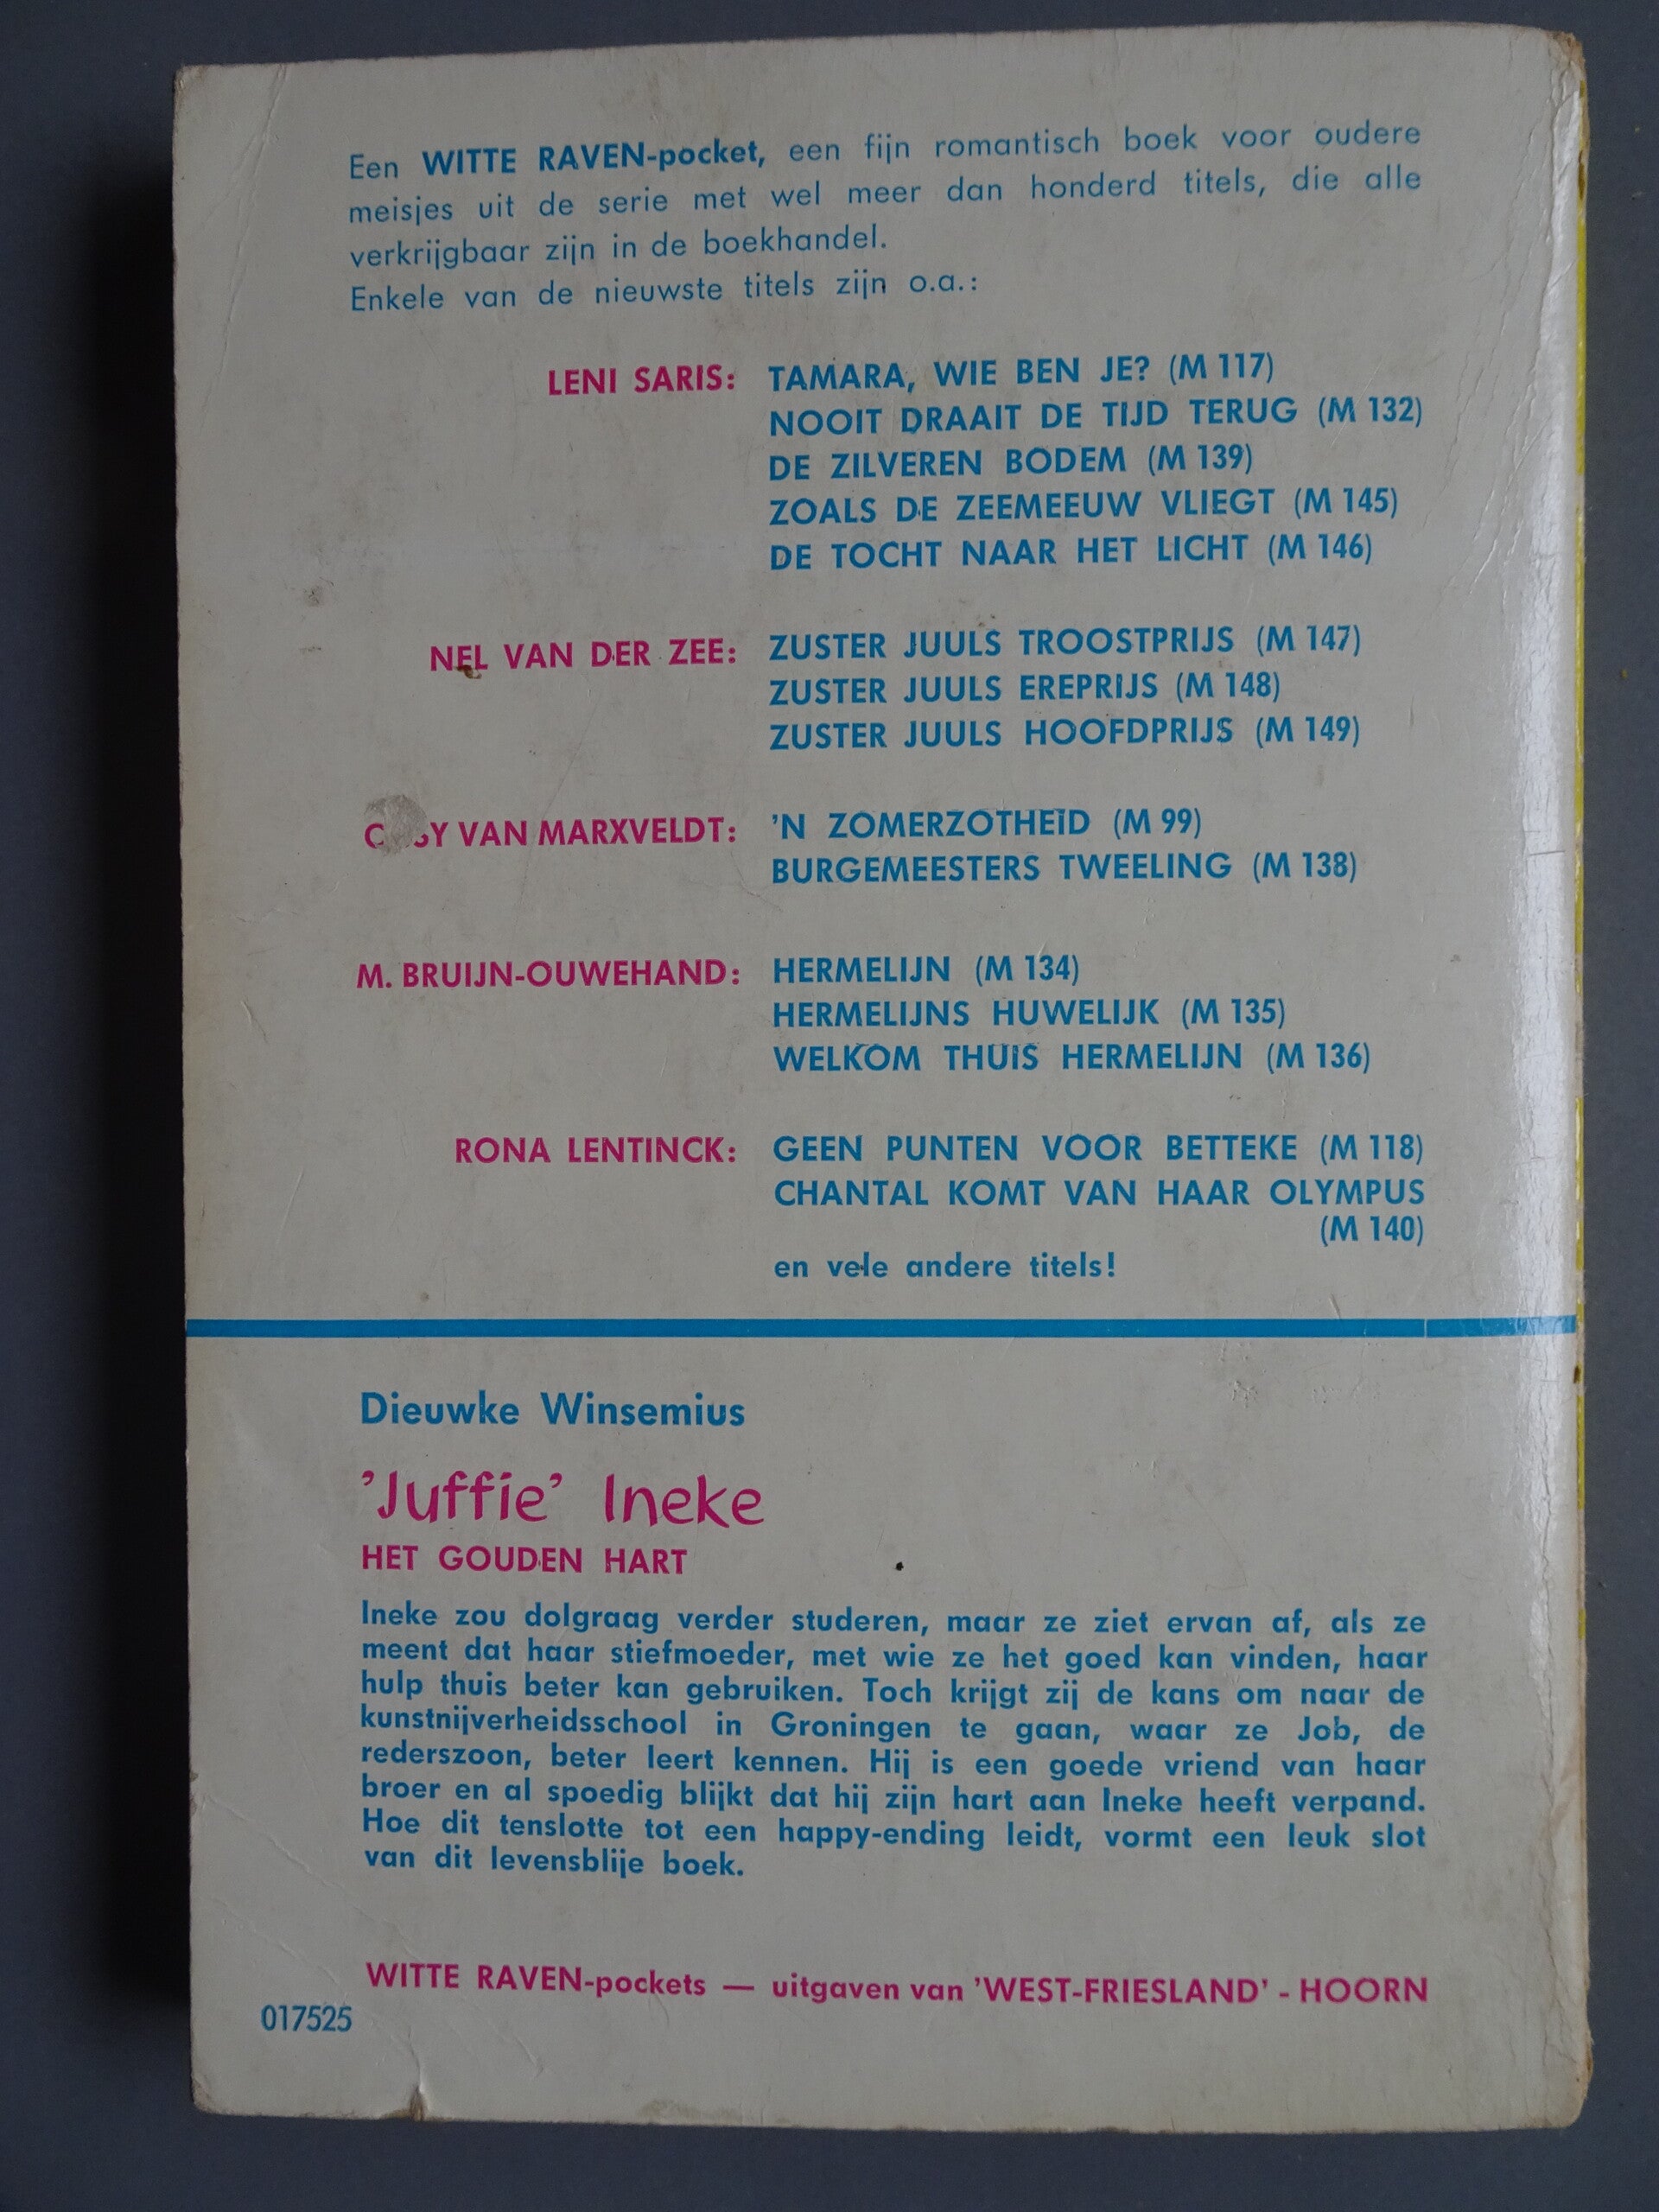 Een WITTE RAVEN-pocket, een fijn romantisch boek voor oudere
meisjes uit de serie met wel meer dan honderd titels, die alle
verkrijgbaar zijn in de boekhandel.
Enkele van de nieuwste titels zijn o.a.:
LENI SARIS: TAMARA, WIE BEN JE? (M 117)
NOOIT DRAAIT DE TIJD TERUG (M 132)
DE ZILVEREN BODEM (M 139)
ZOALS DE ZEEMEEUW VLIEGT (M 145)
DE TOCHT NAAR HET LICHT (M 146)
NEL VAN DER ZEE: ZUSTER JUULS TROOSTPRIJS (M 147)
ZUSTER JUULS EREPRIJS (M 148)
ZUSTER JUULS HOOFDPRIJS (M 149)
VAN MARXVELDT: 'N ZOMERZOTHEID (M 99)
BURGEMEESTERS TWEELING (M 138)
M. BRUIJN-OUWEHAND: HERMELIJN (M 134)
HERMELIJNS HUWELIJK (M 135)
WELKOM THUIS HERMELIJN (M 136)
RONA LENTINCK: GEEN PUNTEN VOOR BETTEKE (M 118)
CHANTAL KOMT VAN HAAR OLYMPUS
(M 140)
en vele andere titels!
Dieuwke Winsemius
'Juffie' Ineke
HET GOUDEN HART
Ineke zou dolgraag verder studeren, maar ze ziet ervan af, als ze
meent dat haar stiefmoeder, met wie ze het goed kan vinden, haar
hulp thuis beter kan gebruiken. Toch krijgt zij de kans om naar de
kunstnijverheidsschool in Groningen te gaan, waar ze Job, de
rederszoon, beter leert kennen. Hij is een goede vriend van haar
broer en al spoedig blijkt dat hij zijn hart aan Ineke heeft verpand.
Hoe dit tenslotte tot een happy-ending leidt, vormt een leuk slot
van dit levensblije boek.
WITTE RAVEN-pockets — uitgaven van 'WEST-FRIESLAND' - HOORN
017525